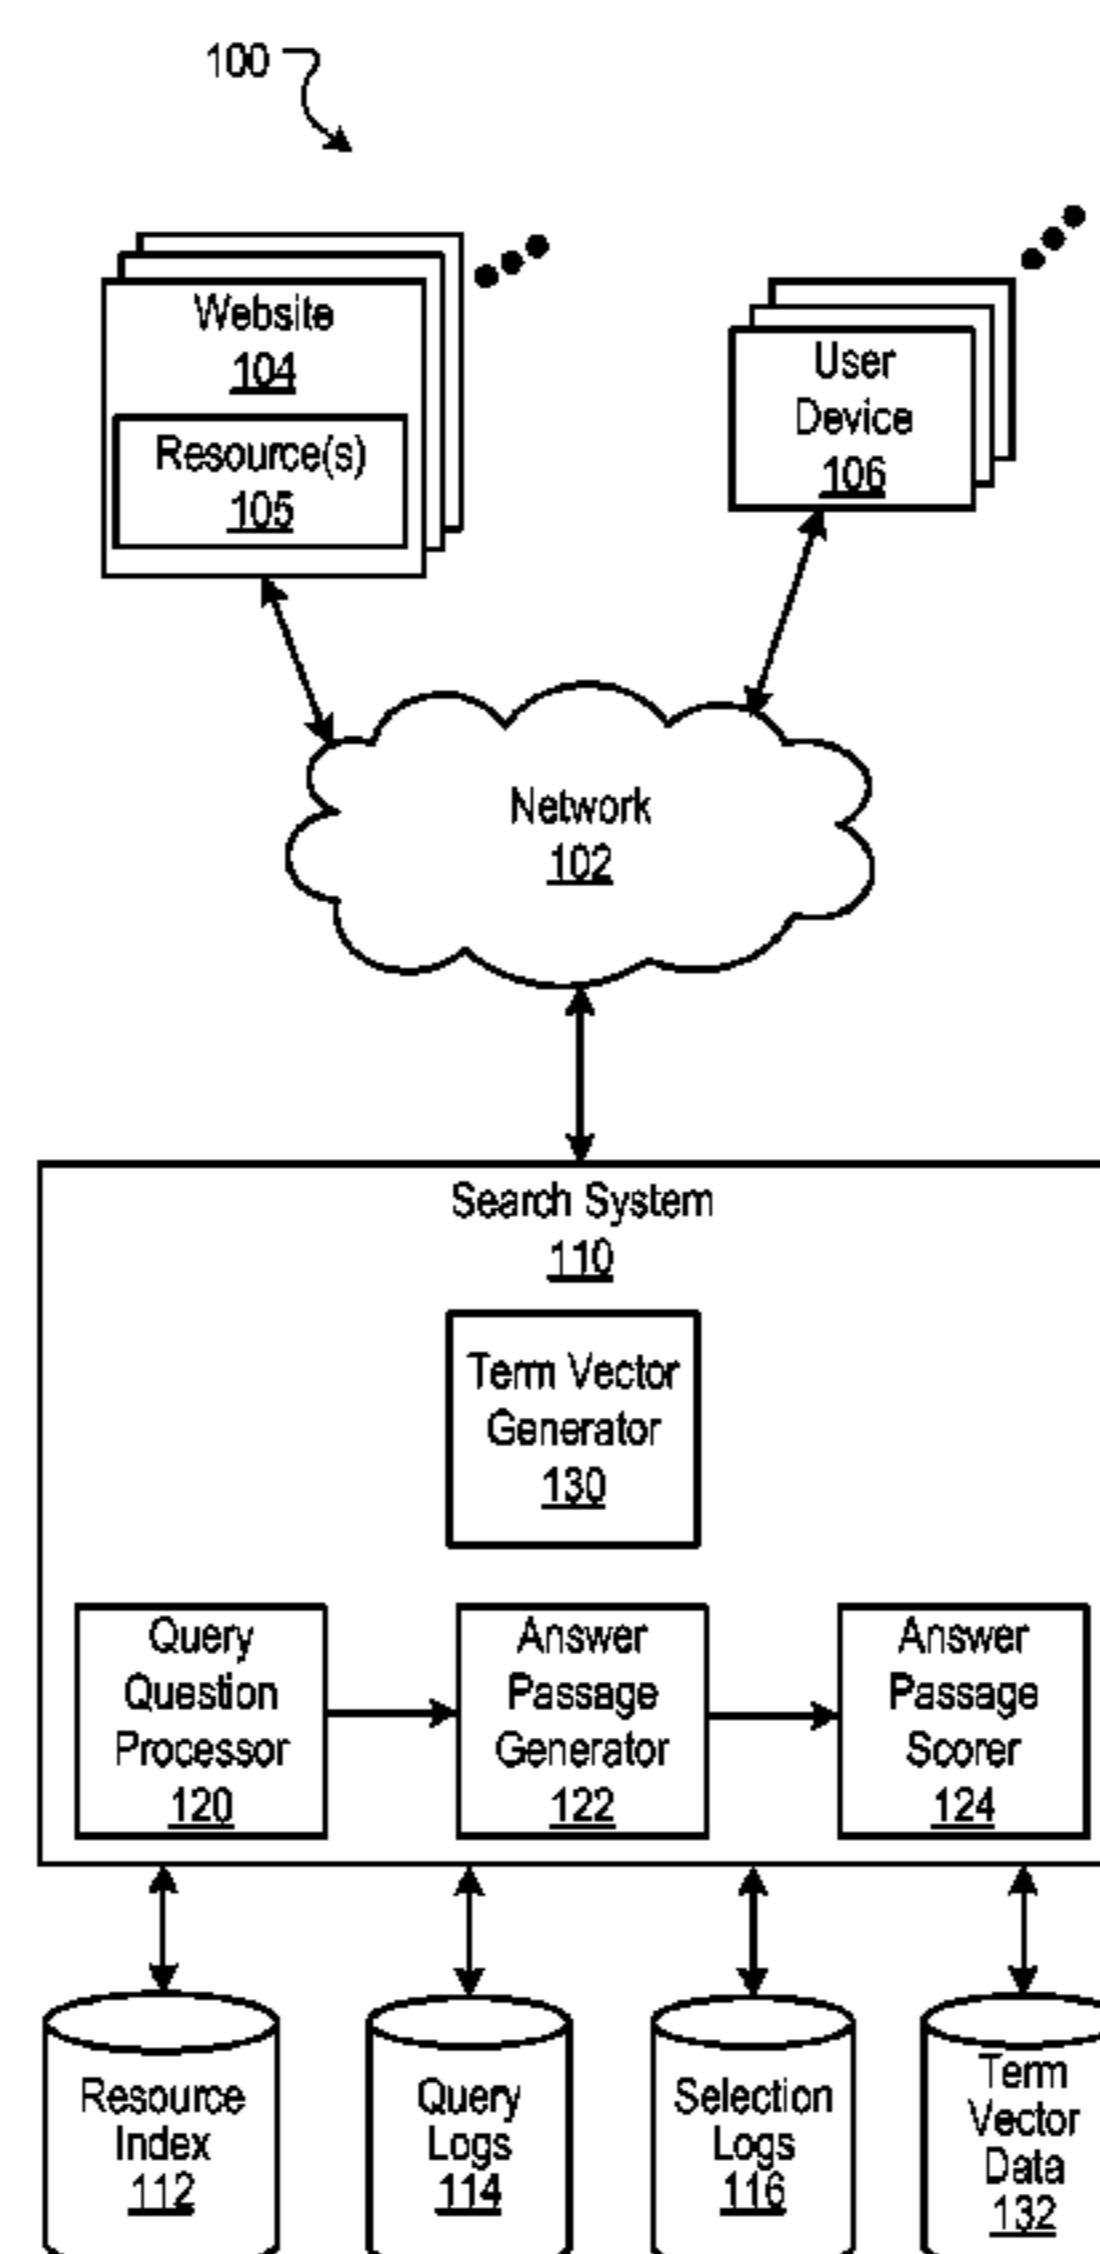 100
Website
104
Resource(s)
105
User
Device
106
Network
102
Search System
110
Term Vector
Generator
130
Query
Question
Processor
120
Answer
Passage
Generator
122
Answer
Passage
Scorer
124
Resource
Index
112
Query
Logs
114
Selection
Logs
116
Term
Vector
Data
132